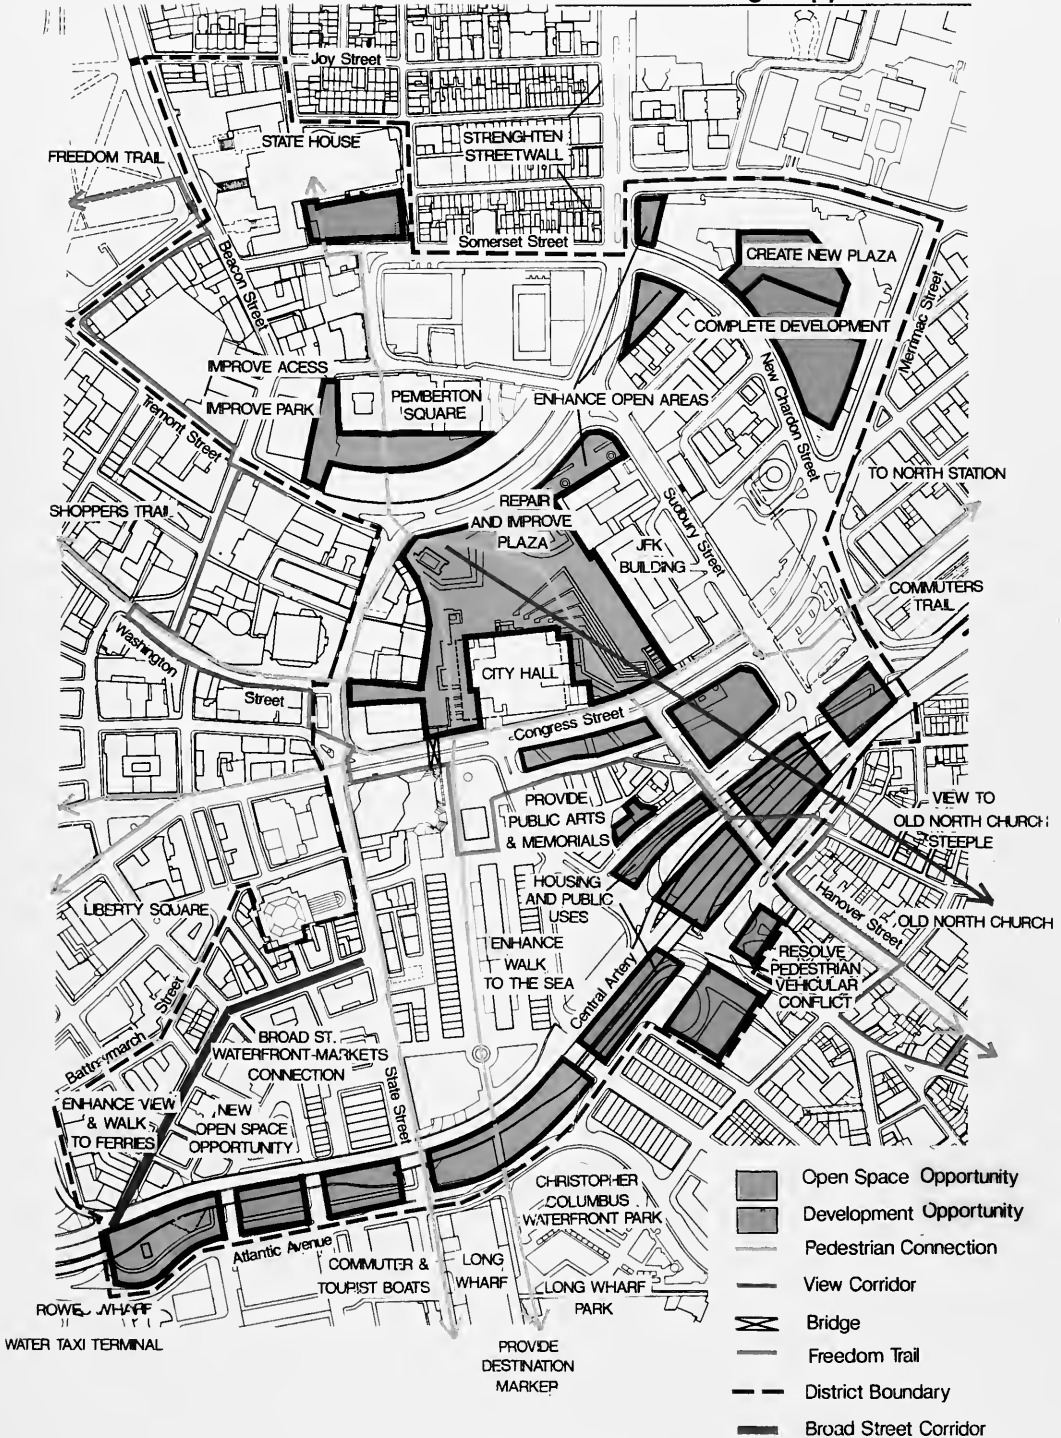 Joy Street
STATE HOUSE
STRENGHTEN
STREETWALL
FREEDOM TRAIL
Somerset Street
Beacon Street
CREATE NEW PLAZA
Merrimac Street
COMPLETE DEVELOPMENT
IMPROVE ACESS
IMPROVE PARK
PEMBERTON
SQUARE
ENHANCE OPEN AREAS
New Chardon Street
Tremont Street
TO NORTH STATION
SHOPPERS TRAIL
REPAIR
AND IMPROVE
PLAZA
Sudbury Street
JFK
BUILDING
COMMUTERS
TRAIL
Washington
Street
CITY HALL
Congress Street
PROVIDE
PUBLIC ARTS
& MEMORIALS
VIEW TO
OLD NORTH CHURCH
STEEPLE
HOUSING
AND PUBLIC
USES
Hanover Street
LIBERTY SQUARE
OLD NORTH CHURCH
ENHANCE
WALK
TO THE SEA
RESOLVE
PEDESTRIAN
VEHICULAR
CONFLICT
Central Artery
Batterymarch Street
BROAD ST.
WATERFRONT-MARKETS
CONNECTION
State Street
ENHANCE VIEW
& WALK
TO FERRIES
NEW
OPEN SPACE
OPPORTUNITY
CHRISTOPHER
COLUMBUS
WATERFRONT PARK
Atlantic Avenue
COMMUTER &
TOURIST BOATS
LONG
WHARF
LONG WHARF
PARK
ROWES WHARF
WATER TAXI TERMINAL
PROVIDE
DESTINATION
MARKER
Open Space Opportunity
Development Opportunity
Pedestrian Connection
View Corridor
Bridge
Freedom Trail
District Boundary
Broad Street Corridor